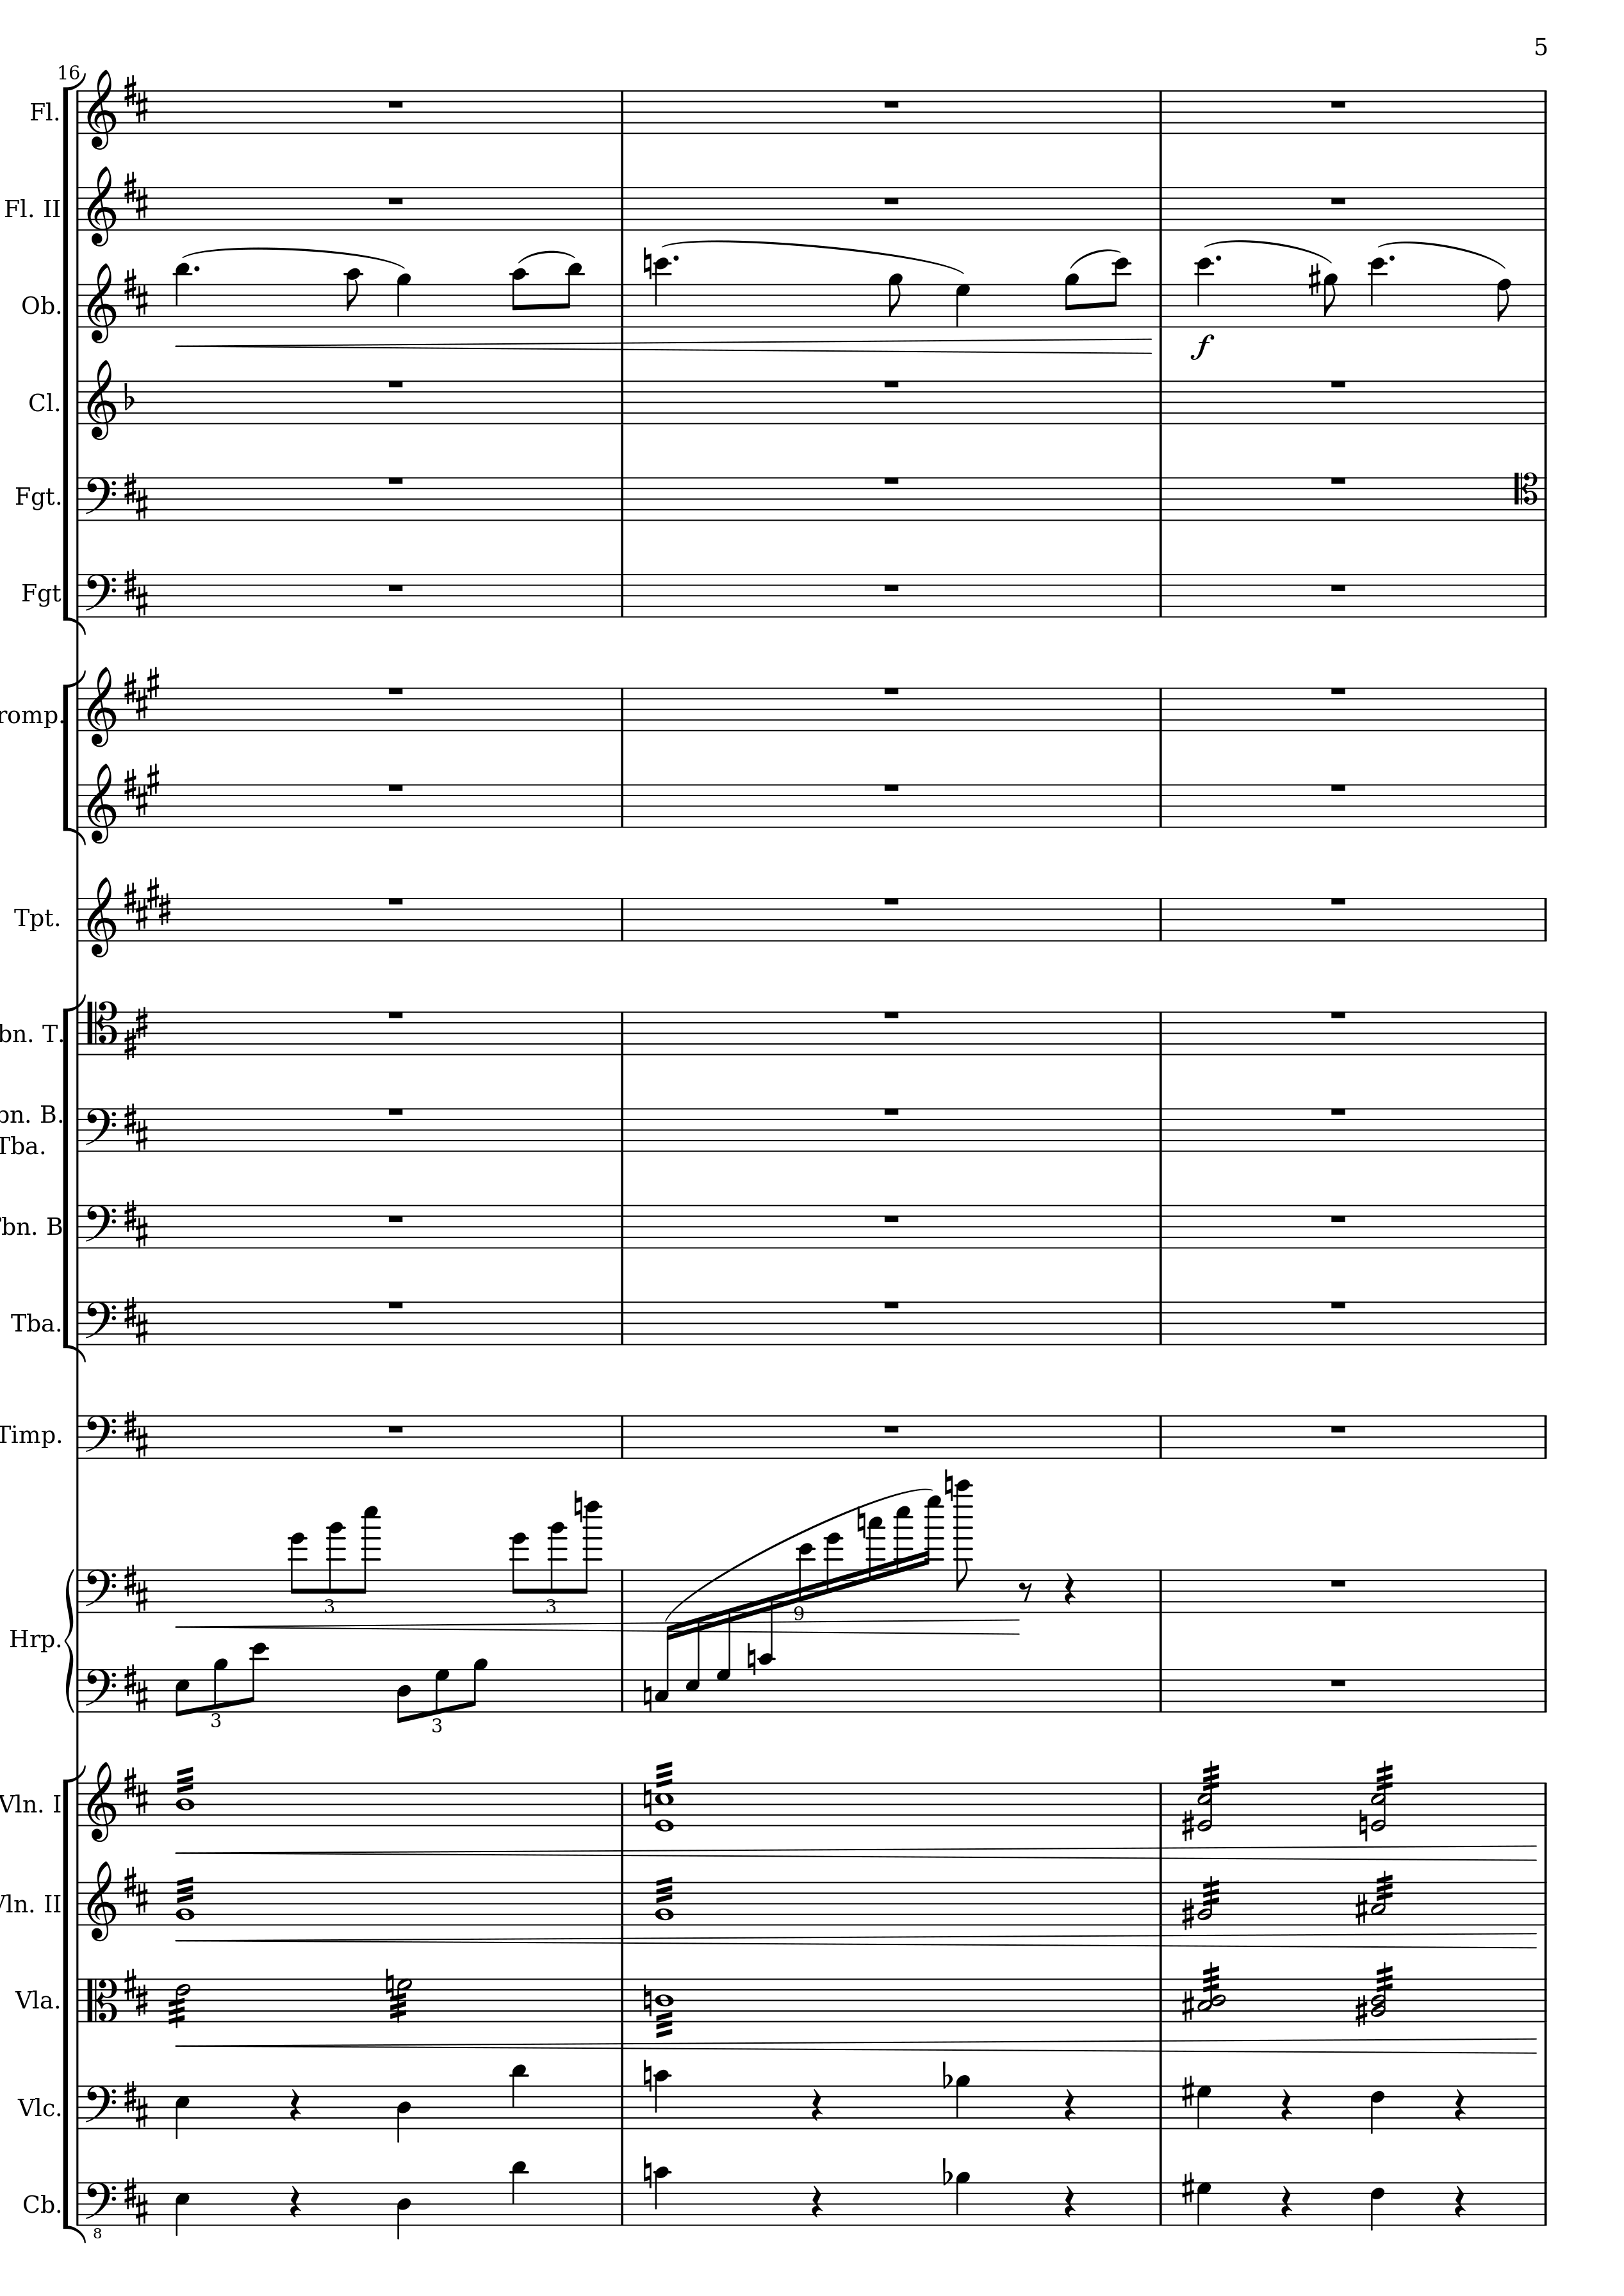 5
16
Fl.
Fl. II
Ob.
f
Cl.
Fgt.
Fgt
romp.
Tpt.
bn. T.
bn. B.
Tba.
bn. B
Tba.
Timp.
3
3
9
Hrp.
3
3
Vln. I
Vln. II
Vla.
Vlc.
Cb.
8